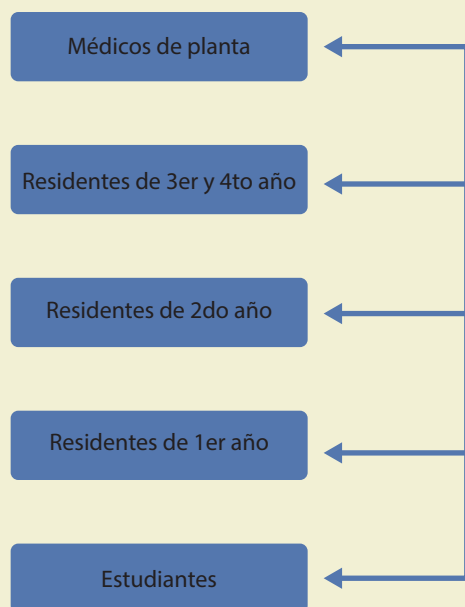 Médicos de planta
Residentes de 3er y 4to año
Residentes de 2do año
Residentes de 1er año
Estudiantes